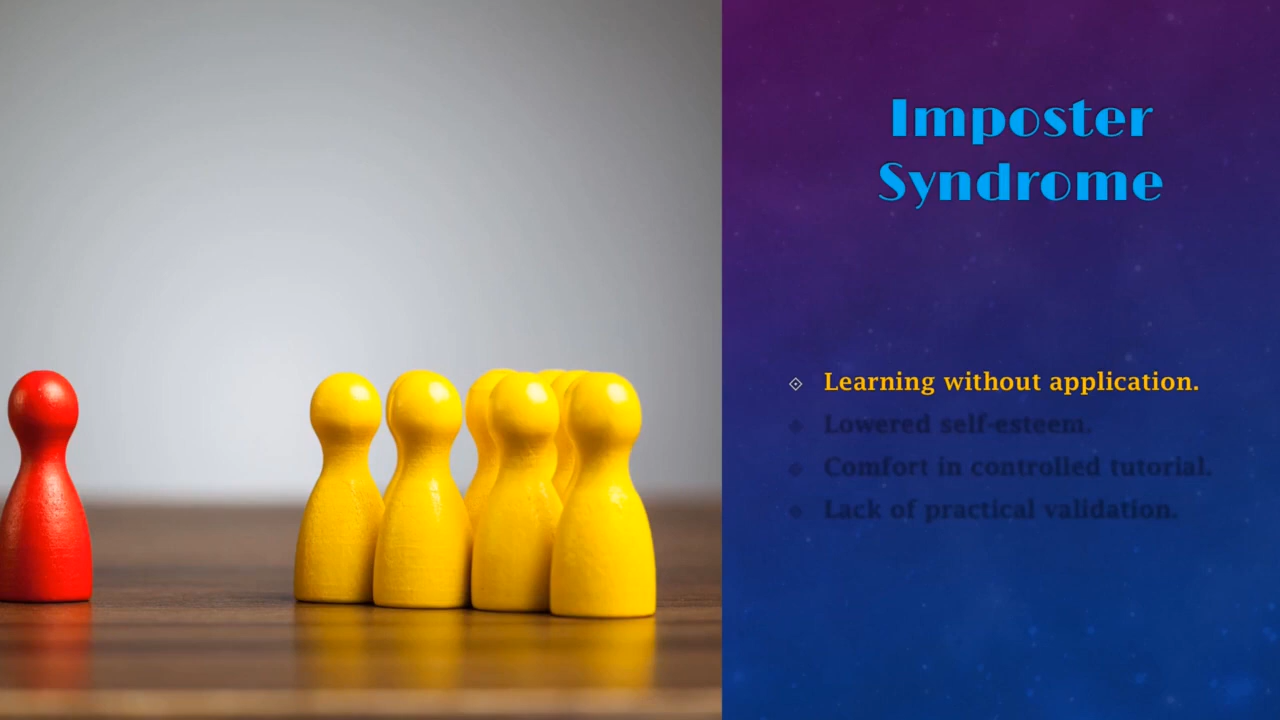 Imposter
Syndrome
Learning without application.
Lowered self-esteem.
Comfort in controlled tutorial.
Lack of practical validation.